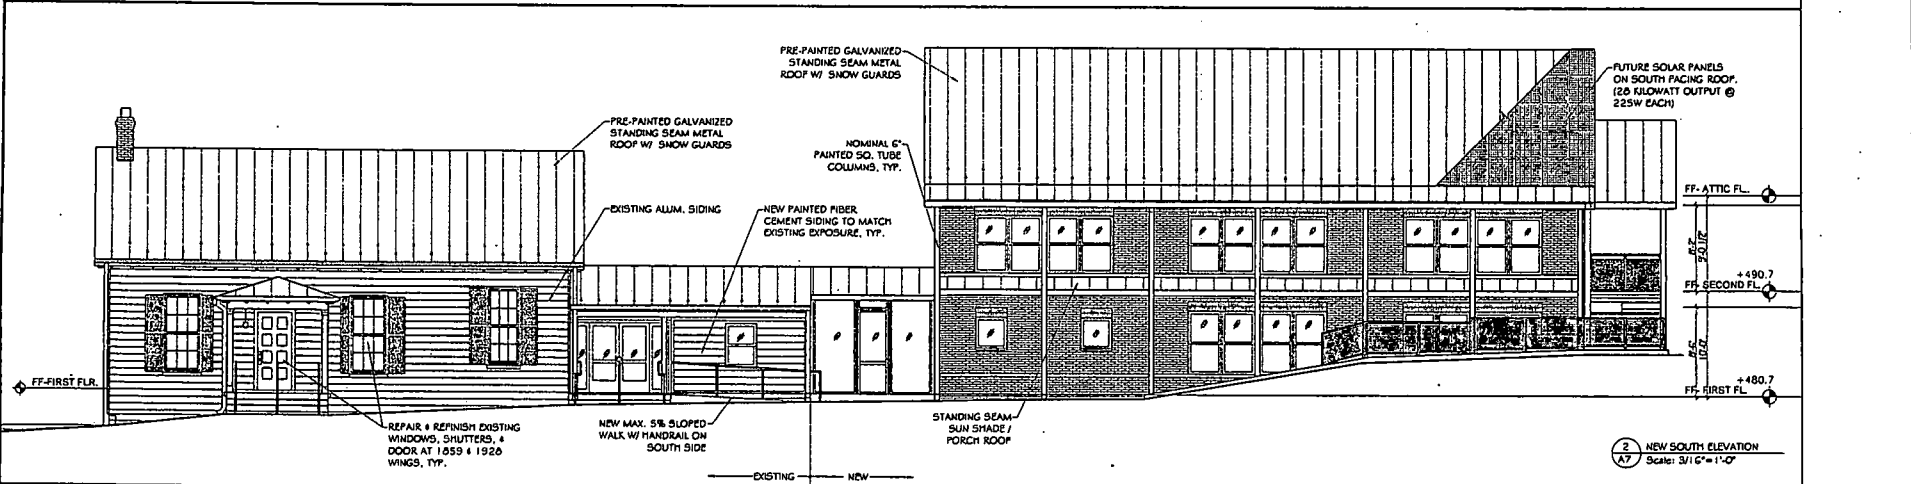 PRE-PAINTED GALVANIZED
STANDING SEAM METAL
ROOF W/ SNOW GUARDS
FUTURE SOLAR PANELS
ON SOUTH FACING ROOF.
(28 KILOWATT OUTPUT @
225W EACH)
PRE-PAINTED GALVANIZED
STANDING SEAM METAL
ROOF W/ SNOW GUARDS
NOMINAL 6"
PAINTED SQ. TUBE
COLUMNS, TYP.
EXISTING ALUM. SIDING
NEW PAINTED FIBER
CEMENT SIDING TO MATCH
EXISTING EXPOSURE, TYP.
FF- ATTIC FL.
+490.7
FF- SECOND FL.
+480.7
FF- FIRST FL.
FF-FIRST FLR.
REPAIR & REFINISH EXISTING
WINDOWS, SHUTTERS, &
DOOR AT 1859 & 1928
WINGS, TYP.
NEW MAX. 5% SLOPED
WALK W/ HANDRAIL ON
SOUTH SIDE
STANDING SEAM
SUN SHADE /
PORCH ROOF
EXISTING
NEW
2
A7
NEW SOUTH ELEVATION
Scale: 3/16"=1'-0"